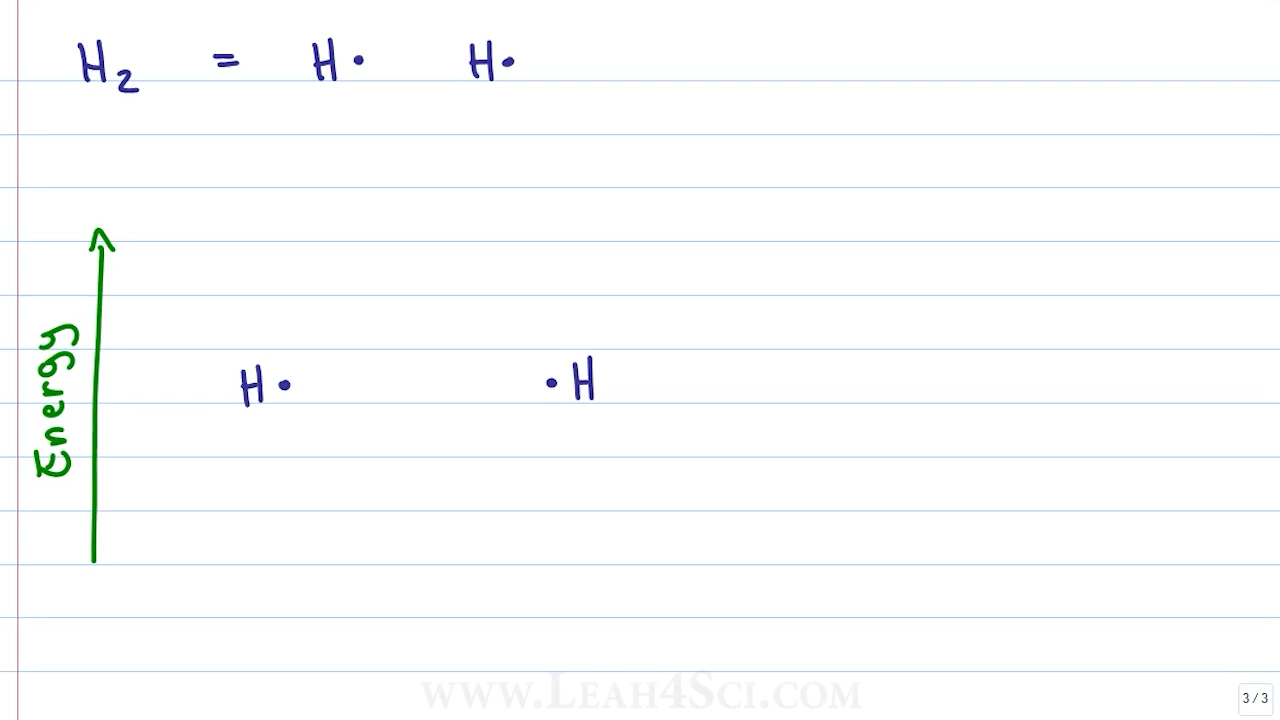 H₂ = H• H•
Energy
H• •H
www.Leah4Sci.com
3 / 3